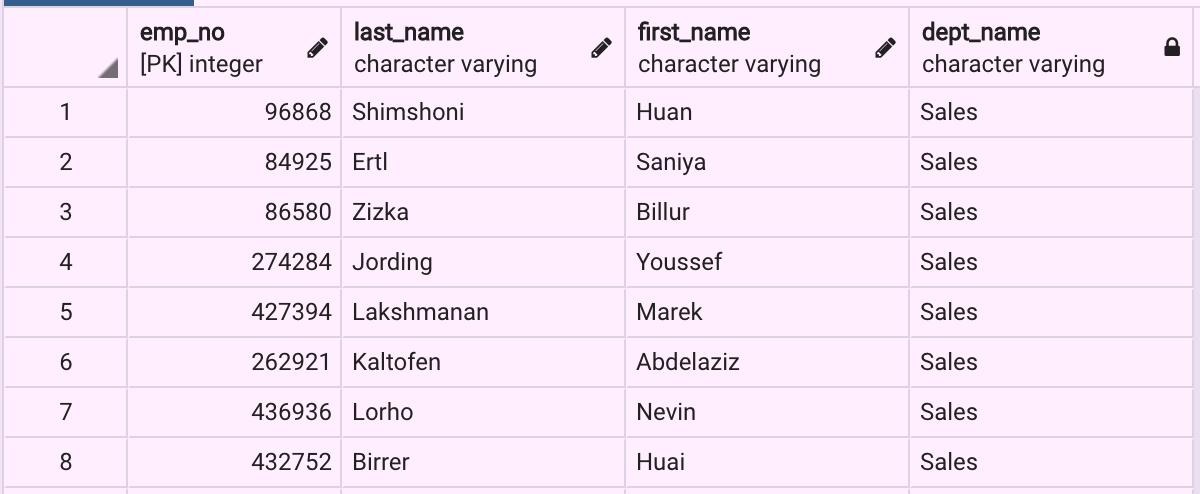 emp_no last_name first_name dept_name
[PK] integer character varying character varying character varying
1 96868 Shimshoni Huan Sales
2 84925 Ertl Saniya Sales
3 86580 Zizka Billur Sales
4 274284 Jording Youssef Sales
5 427394 Lakshmanan Marek Sales
6 262921 Kaltofen Abdelaziz Sales
7 436936 Lorho Nevin Sales
8 432752 Birrer Huai Sales